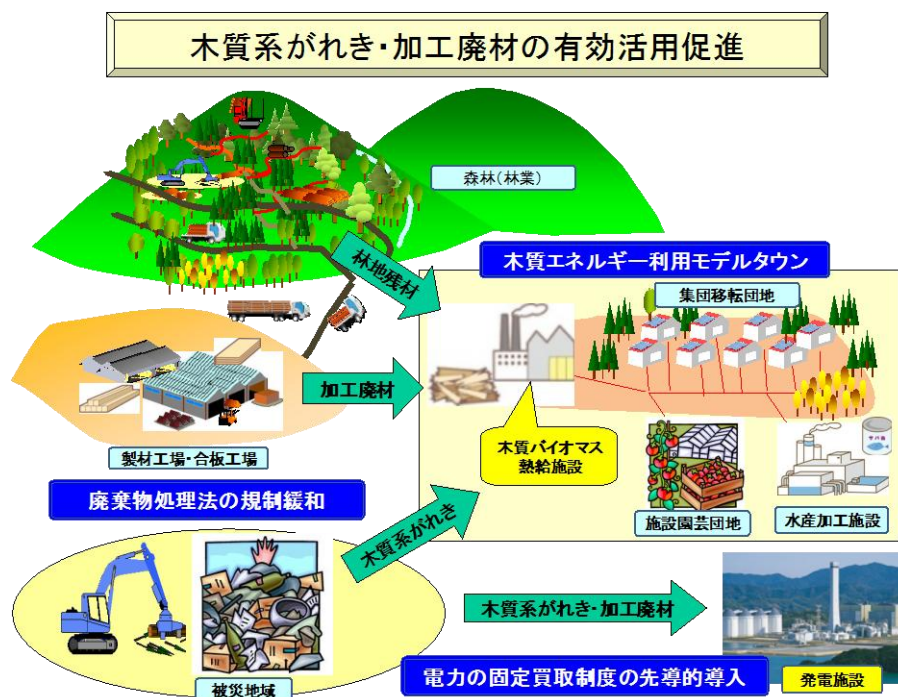 木質系がれき・加工廃材の有効活用促進
森林(林業)
林地残材
木質エネルギー利用モデルタウン
集団移転団地
加工廃材
木質バイオマス
熱給施設
製材工場・合板工場
施設園芸団地
水産加工施設
廃棄物処理法の規制緩和
木質系がれき
木質系がれき・加工廃材
被災地域
電力の固定買取制度の先導的導入
発電施設